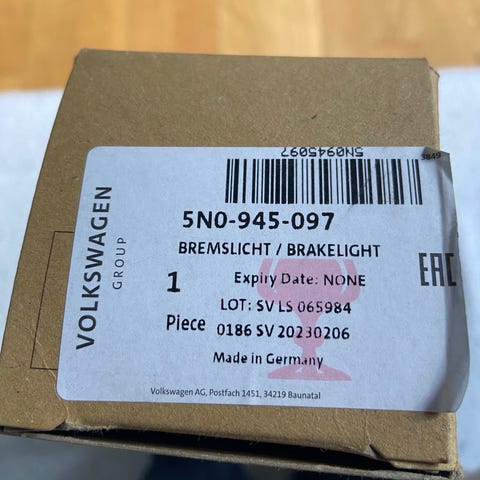 5N0945097
3849
5N0-945-097
BREMSLICHT / BRAKELIGHT
VOLKSWAGEN
GROUP
EAC
1
Piece
Expiry Date: NONE
LOT: SV LS 065984
0186 SV 20230206
Made in Germany
Volkswagen AG, Postfach 1451, 34219 Baunatal